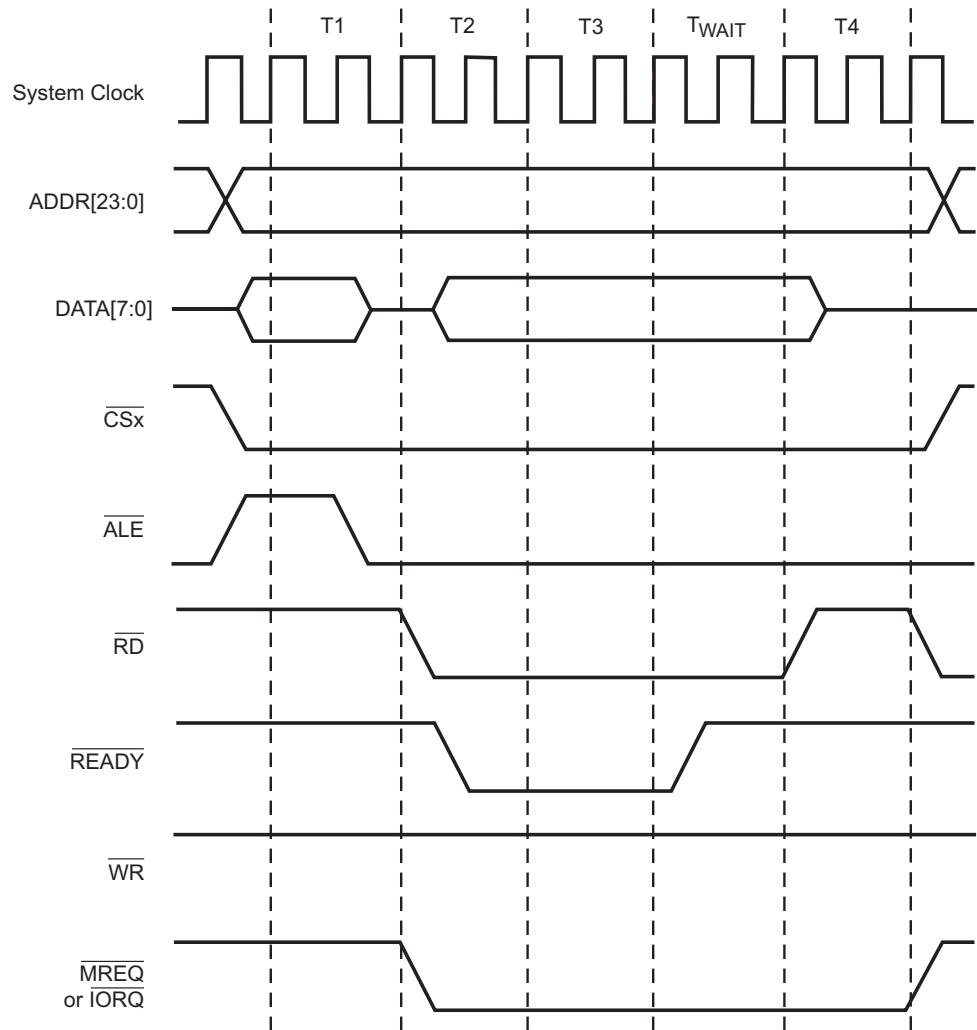 T1 T2 T3 TWAIT T4
System Clock
ADDR[23:0]
DATA[7:0]
CSx
ALE
RD
READY
WR
MREQ
or IORQ